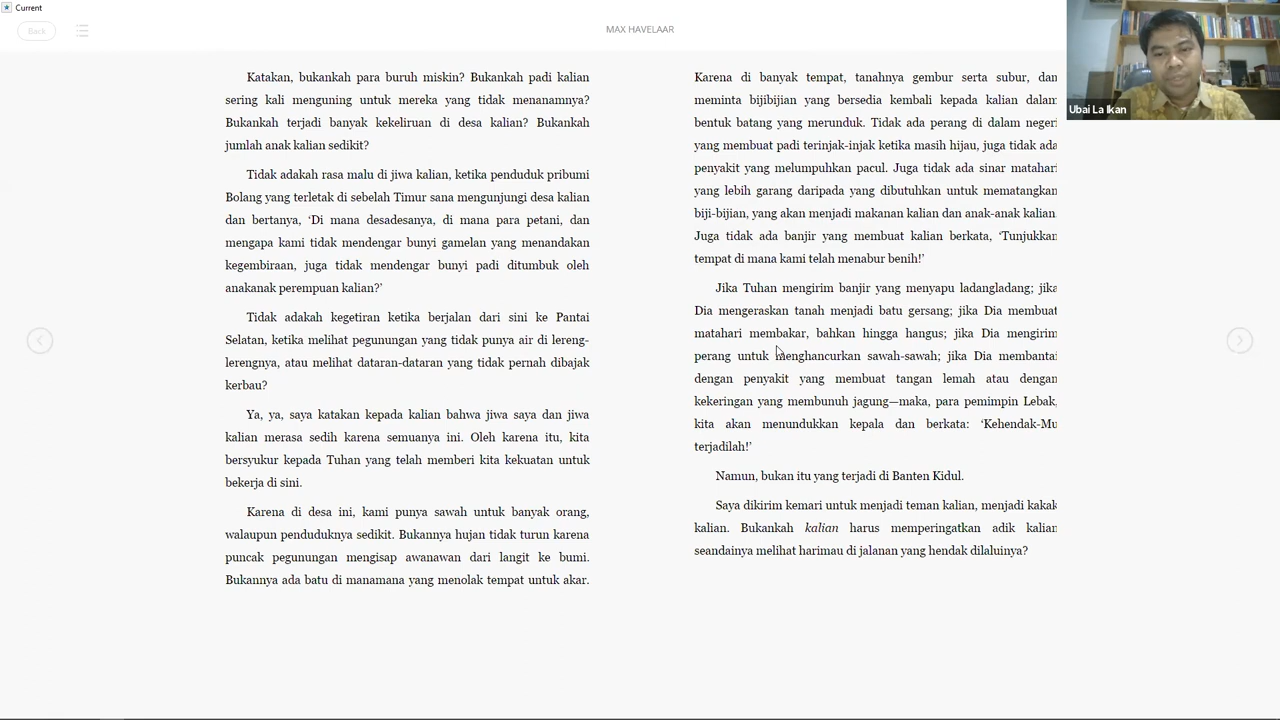 Current
Back
MAX HAVELAAR
Katakan, bukankah para buruh miskin? Bukankah padi kalian
sering kali menguning untuk mereka yang tidak menanamnya?
Bukankah terjadi banyak kekeliruan di desa kalian? Bukankah
jumlah anak kalian sedikit?
Tidak adakah rasa malu di jiwa kalian, ketika penduduk pribumi
Bolang yang terletak di sebelah Timur sana mengunjungi desa kalian
dan bertanya, ‘Di mana desadesanya, di mana para petani, dan
mengapa kami tidak mendengar bunyi gamelan yang menandakan
kegembiraan, juga tidak mendengar bunyi padi ditumbuk oleh
anakanak perempuan kalian?’
Tidak adakah kegetiran ketika berjalan dari sini ke Pantai
Selatan, ketika melihat pegunungan yang tidak punya air di lereng-
lerengnya, atau melihat dataran-dataran yang tidak pernah dibajak
kerbau?
Ya, ya, saya katakan kepada kalian bahwa jiwa saya dan jiwa
kalian merasa sedih karena semuanya ini. Oleh karena itu, kita
bersyukur kepada Tuhan yang telah memberi kita kekuatan untuk
bekerja di sini.
Karena di desa ini, kami punya sawah untuk banyak orang,
walaupun penduduknya sedikit. Bukannya hujan tidak turun karena
puncak pegunungan mengisap awanawan dari langit ke bumi.
Bukannya ada batu di manamana yang menolak tempat untuk akar.
Karena di banyak tempat, tanahnya gembur serta subur, dan
meminta bijibijian yang bersedia kembali kepada kalian dalam
bentuk batang yang merunduk. Tidak ada perang di dalam negeri
yang membuat padi terinjak-injak ketika masih hijau, juga tidak ada
penyakit yang melumpuhkan pacul. Juga tidak ada sinar matahari
yang lebih garang daripada yang dibutuhkan untuk mematangkan
biji-bijian, yang akan menjadi makanan kalian dan anak-anak kalian.
Juga tidak ada banjir yang membuat kalian berkata, ‘Tunjukkan
tempat di mana kami telah menabur benih!’
Jika Tuhan mengirim banjir yang menyapu ladangladang; jika
Dia mengeraskan tanah menjadi batu gersang; jika Dia membuat
matahari membakar, bahkan hingga hangus; jika Dia mengirim
perang untuk menghancurkan sawah-sawah; jika Dia membantai
dengan penyakit yang membuat tangan lemah atau dengan
kekeringan yang membunuh jagung—maka, para pemimpin Lebak,
kita akan menundukkan kepala dan berkata: ‘Kehendak-Mu
terjadilah!’
Namun, bukan itu yang terjadi di Banten Kidul.
Saya dikirim kemari untuk menjadi teman kalian, menjadi kakak
kalian. Bukankah kalian harus memperingatkan adik kalian
seandainya melihat harimau di jalanan yang hendak dilaluinya?
Ubai La Ikan